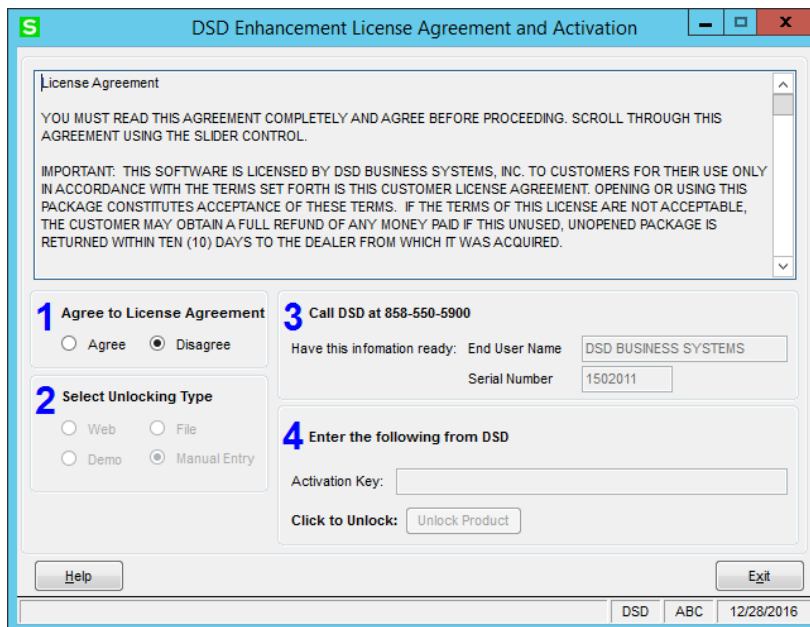 S
DSD Enhancement License Agreement and Activation
License Agreement
YOU MUST READ THIS AGREEMENT COMPLETELY AND AGREE BEFORE PROCEEDING. SCROLL THROUGH THIS
AGREEMENT USING THE SLIDER CONTROL.
IMPORTANT: THIS SOFTWARE IS LICENSED BY DSD BUSINESS SYSTEMS, INC. TO CUSTOMERS FOR THEIR USE ONLY
IN ACCORDANCE WITH THE TERMS SET FORTH IS THIS CUSTOMER LICENSE AGREEMENT. OPENING OR USING THIS
PACKAGE CONSTITUTES ACCEPTANCE OF THESE TERMS. IF THE TERMS OF THIS LICENSE ARE NOT ACCEPTABLE,
THE CUSTOMER MAY OBTAIN A FULL REFUND OF ANY MONEY PAID IF THIS UNUSED, UNOPENED PACKAGE IS
RETURNED WITHIN TEN (10) DAYS TO THE DEALER FROM WHICH IT WAS ACQUIRED.
1 Agree to License Agreement
Agree Disagree
2 Select Unlocking Type
Web File
Demo Manual Entry
3 Call DSD at 858-550-5900
Have this infomation ready: End User Name DSD BUSINESS SYSTEMS
Serial Number 1502011
4 Enter the following from DSD
Activation Key:
Click to Unlock: Unlock Product
Help Exit
DSD ABC 12/28/2016